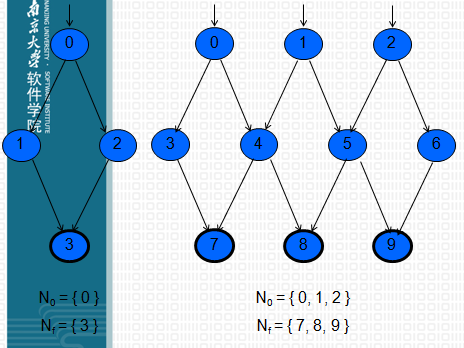 南京大学 软件学院
NANJING UNIVERSITY · SOFTWARE INSTITUTE
0
1
2
3
N₀ = { 0 }
N_f = { 3 }
0 1 2
3 4 5 6
7 8 9
N₀ = { 0, 1, 2 }
N_f = { 7, 8, 9 }